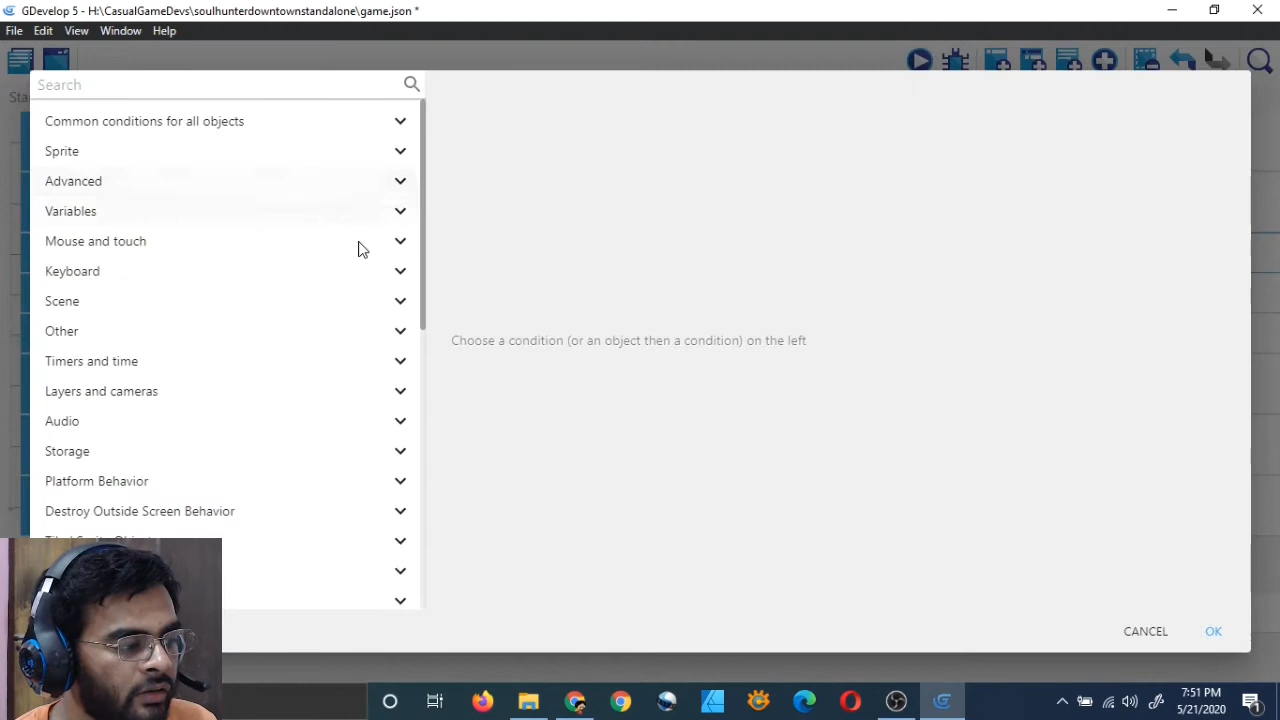 GDevelop 5 - H:\CasualGameDevs\soulhunterdowntownstandalone\game.json *
File Edit View Window Help
Search
Common conditions for all objects
Sprite
Advanced
Variables
Mouse and touch
Keyboard
Scene
Other
Timers and time
Layers and cameras
Audio
Storage
Platform Behavior
Destroy Outside Screen Behavior
Choose a condition (or an object then a condition) on the left
CANCEL OK
7:51 PM
5/21/2020